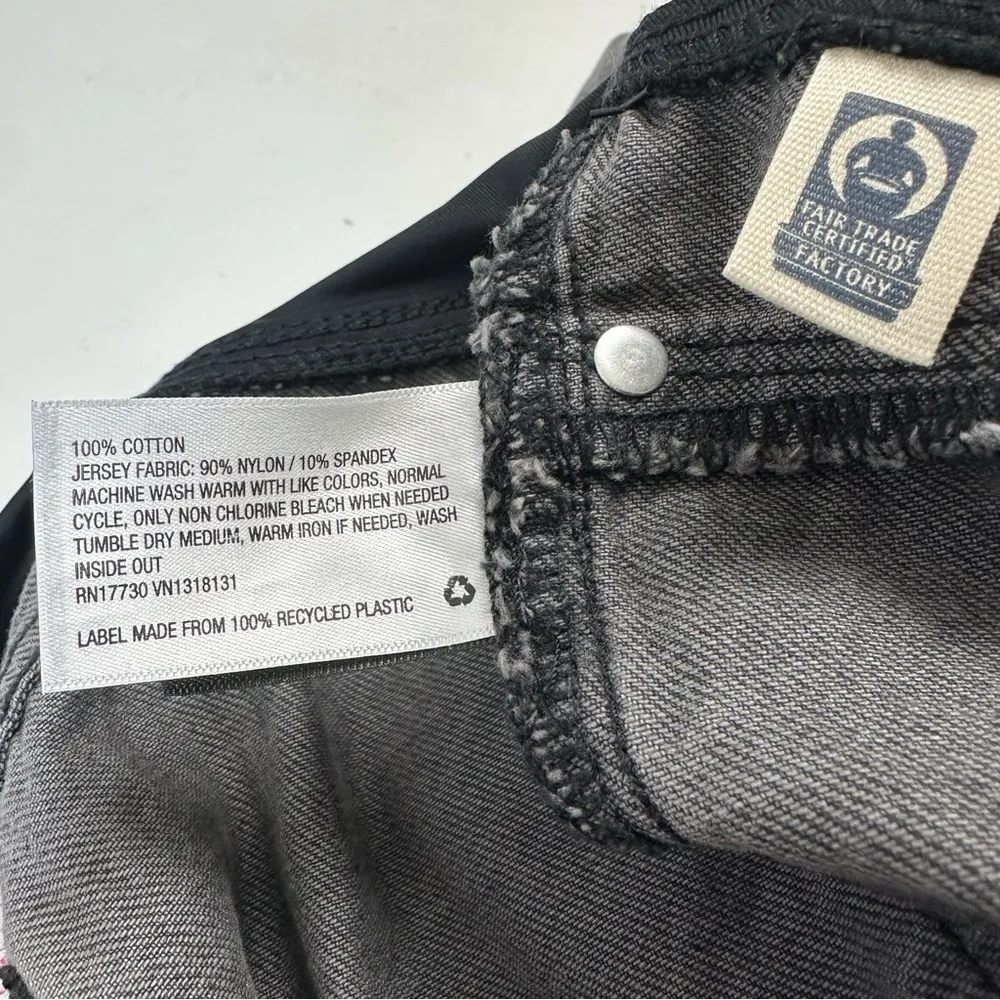 100% COTTON
JERSEY FABRIC: 90% NYLON / 10% SPANDEX
MACHINE WASH WARM WITH LIKE COLORS, NORMAL
CYCLE, ONLY NON CHLORINE BLEACH WHEN NEEDED
TUMBLE DRY MEDIUM, WARM IRON IF NEEDED, WASH
INSIDE OUT
RN17730 VN1318131
LABEL MADE FROM 100% RECYCLED PLASTIC
FAIR TRADE
CERTIFIED
FACTORY